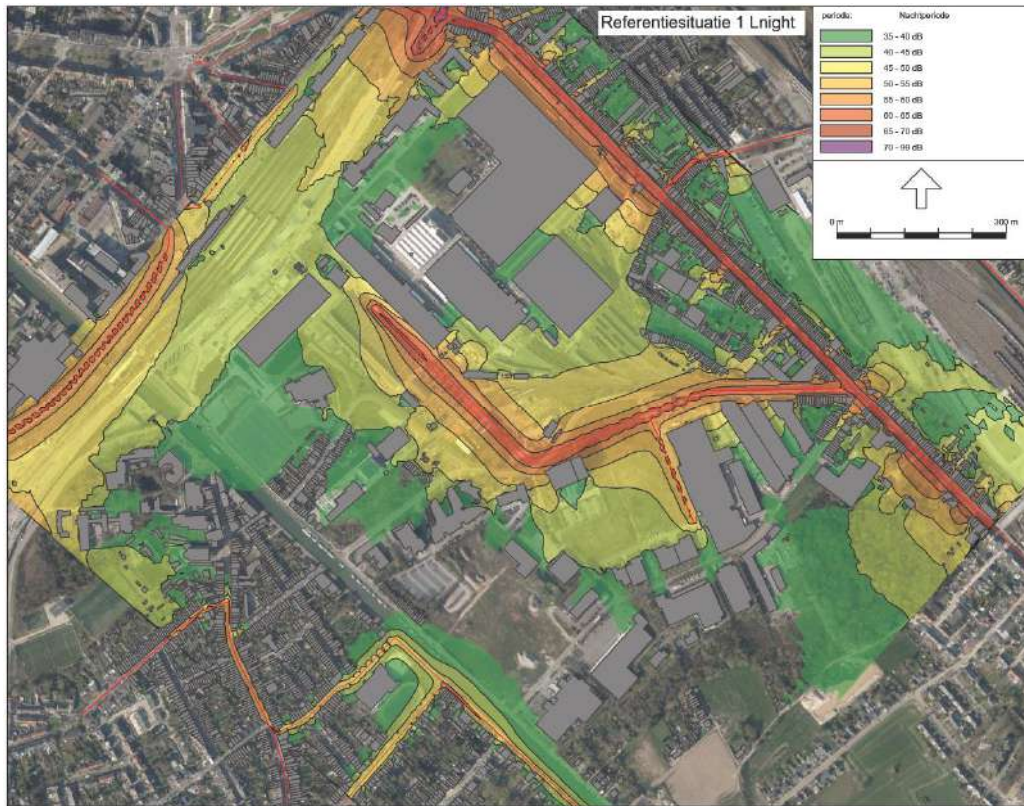 Referentiesituatie 1 Lnight
periode: Nachtperiode
35 - 40 dB
40 - 45 dB
45 - 50 dB
50 - 55 dB
55 - 60 dB
60 - 65 dB
65 - 70 dB
70 - 99 dB
0 m 300 m